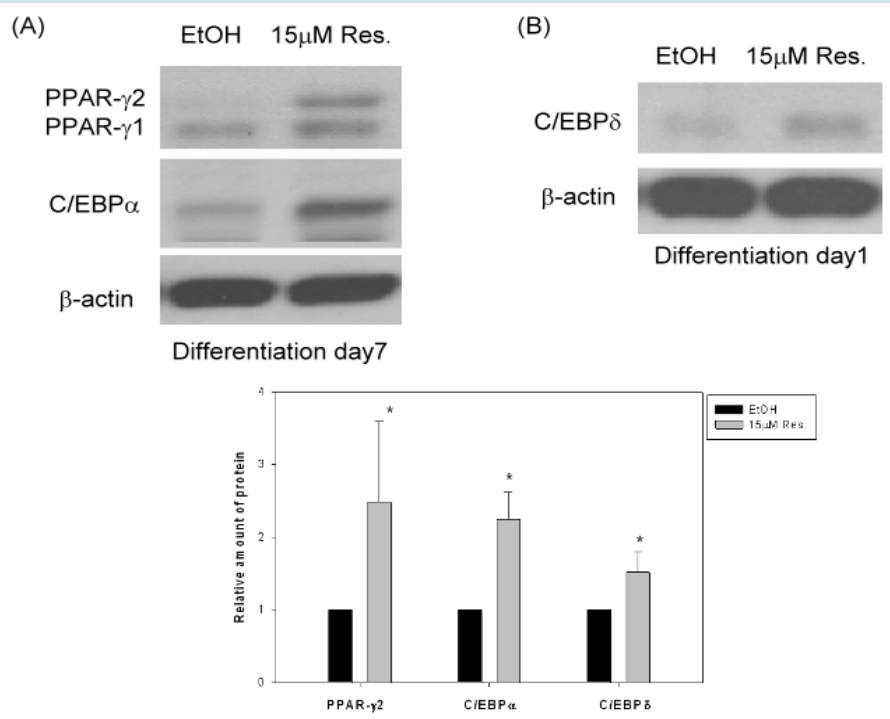 (A)
EtOH 15μM Res.
PPAR-γ2
PPAR-γ1
C/EBPα
β-actin
Differentiation day7
(B)
EtOH 15μM Res.
C/EBPδ
β-actin
Differentiation day1
Relative amount of protein
4
3
2
1
0
*
*
*
PPAR-γ2 C/EBPα C/EBPδ
EtOH
15μM Res.